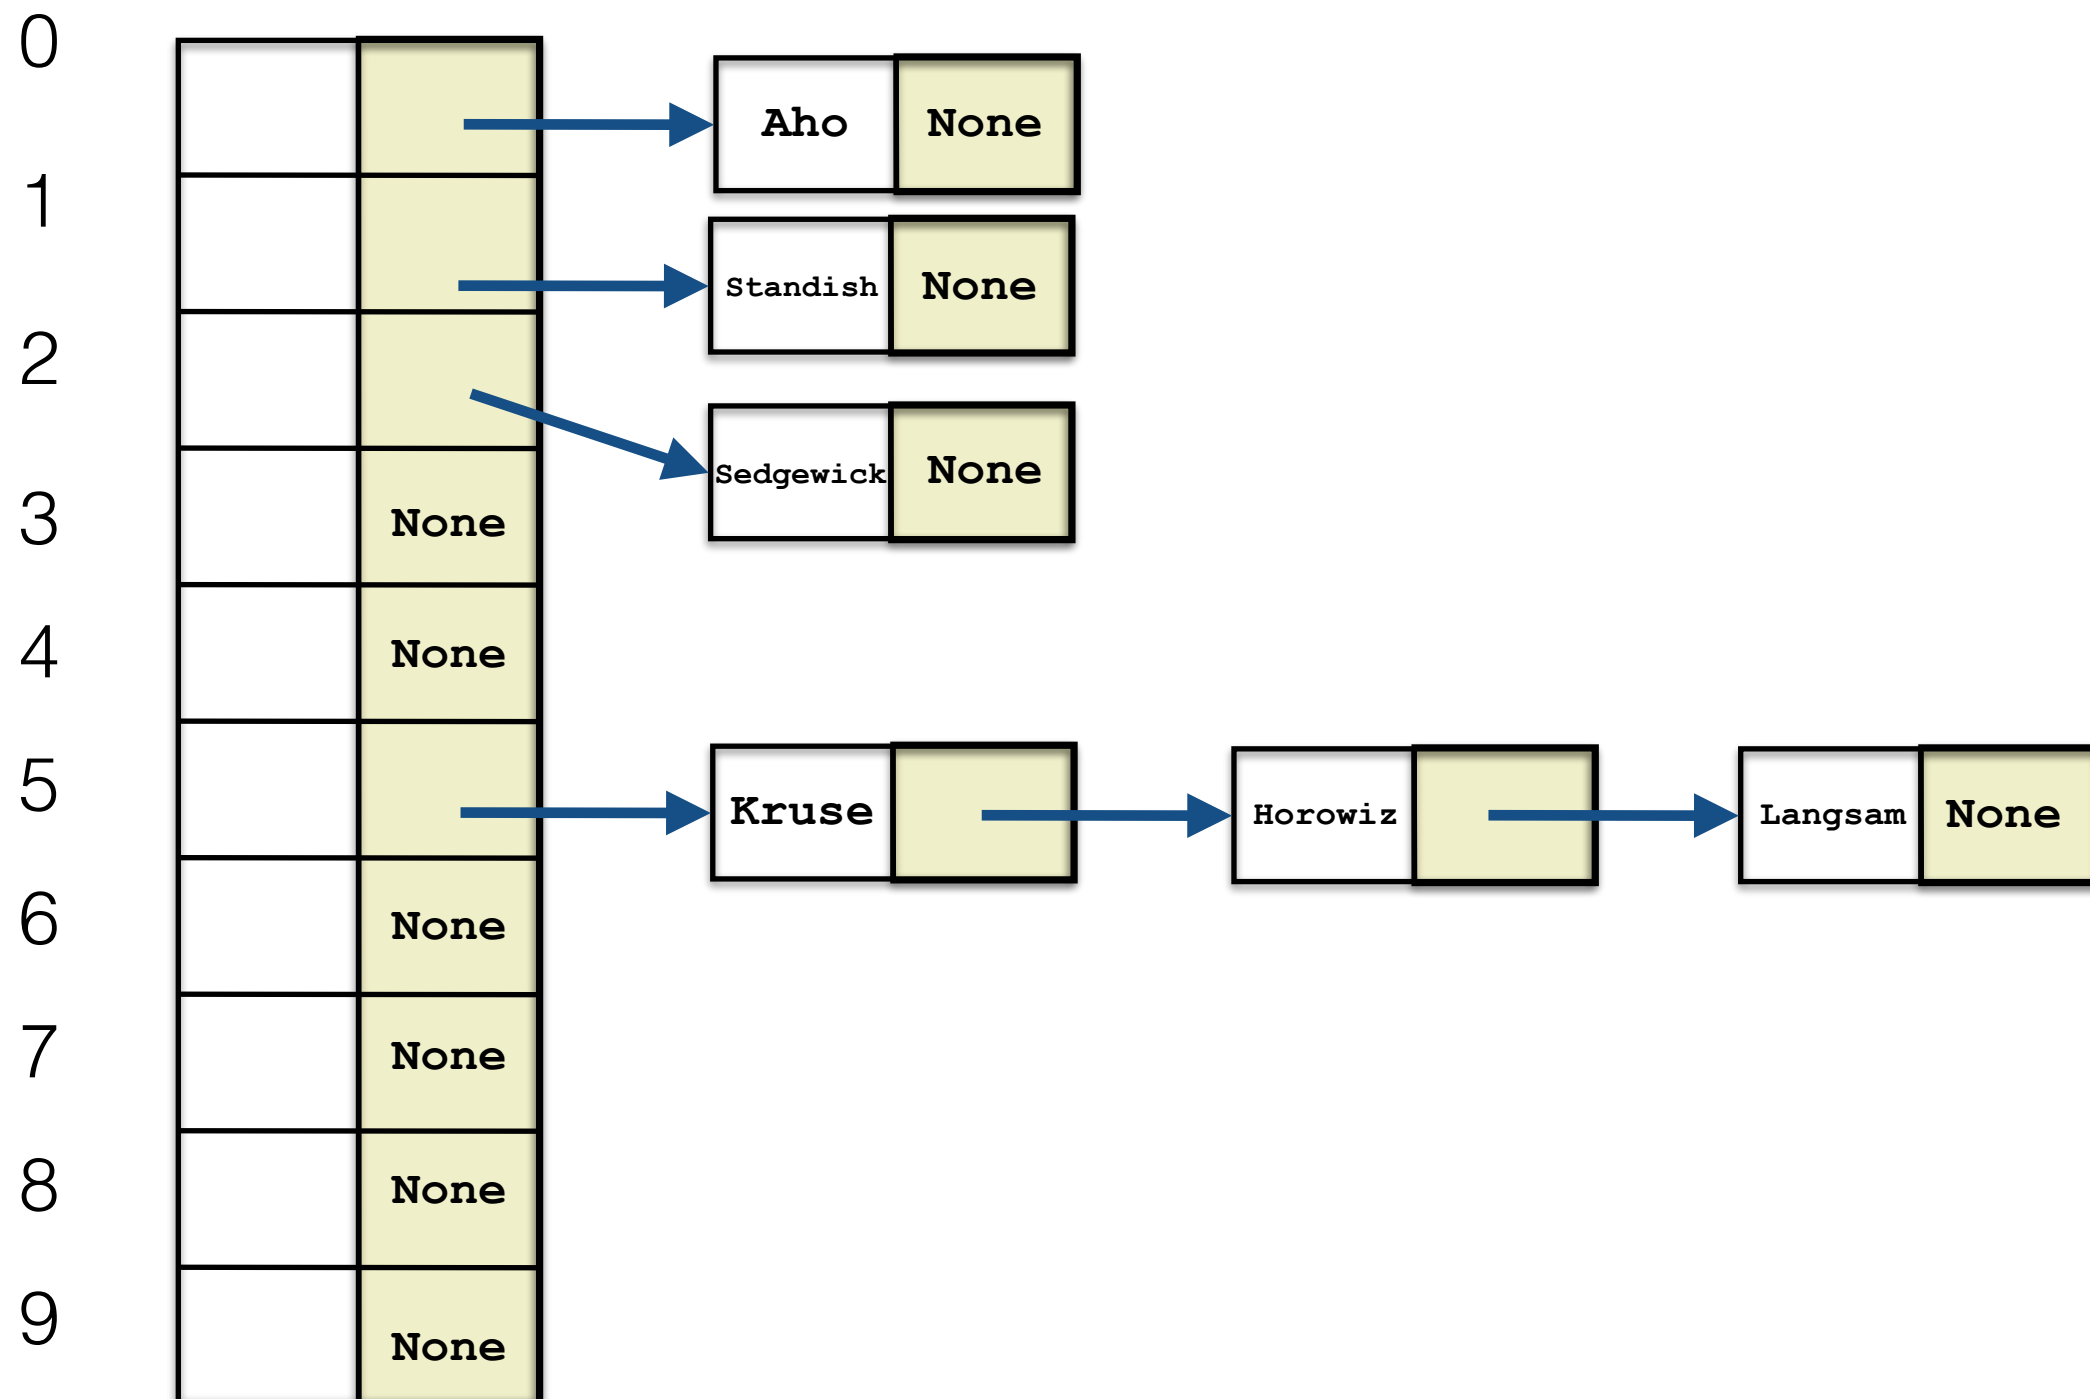 0
Aho None
1
Standish None
2
Sedgewick None
3 None
4 None
5 Kruse Horowiz Langsam None
6 None
7 None
8 None
9 None